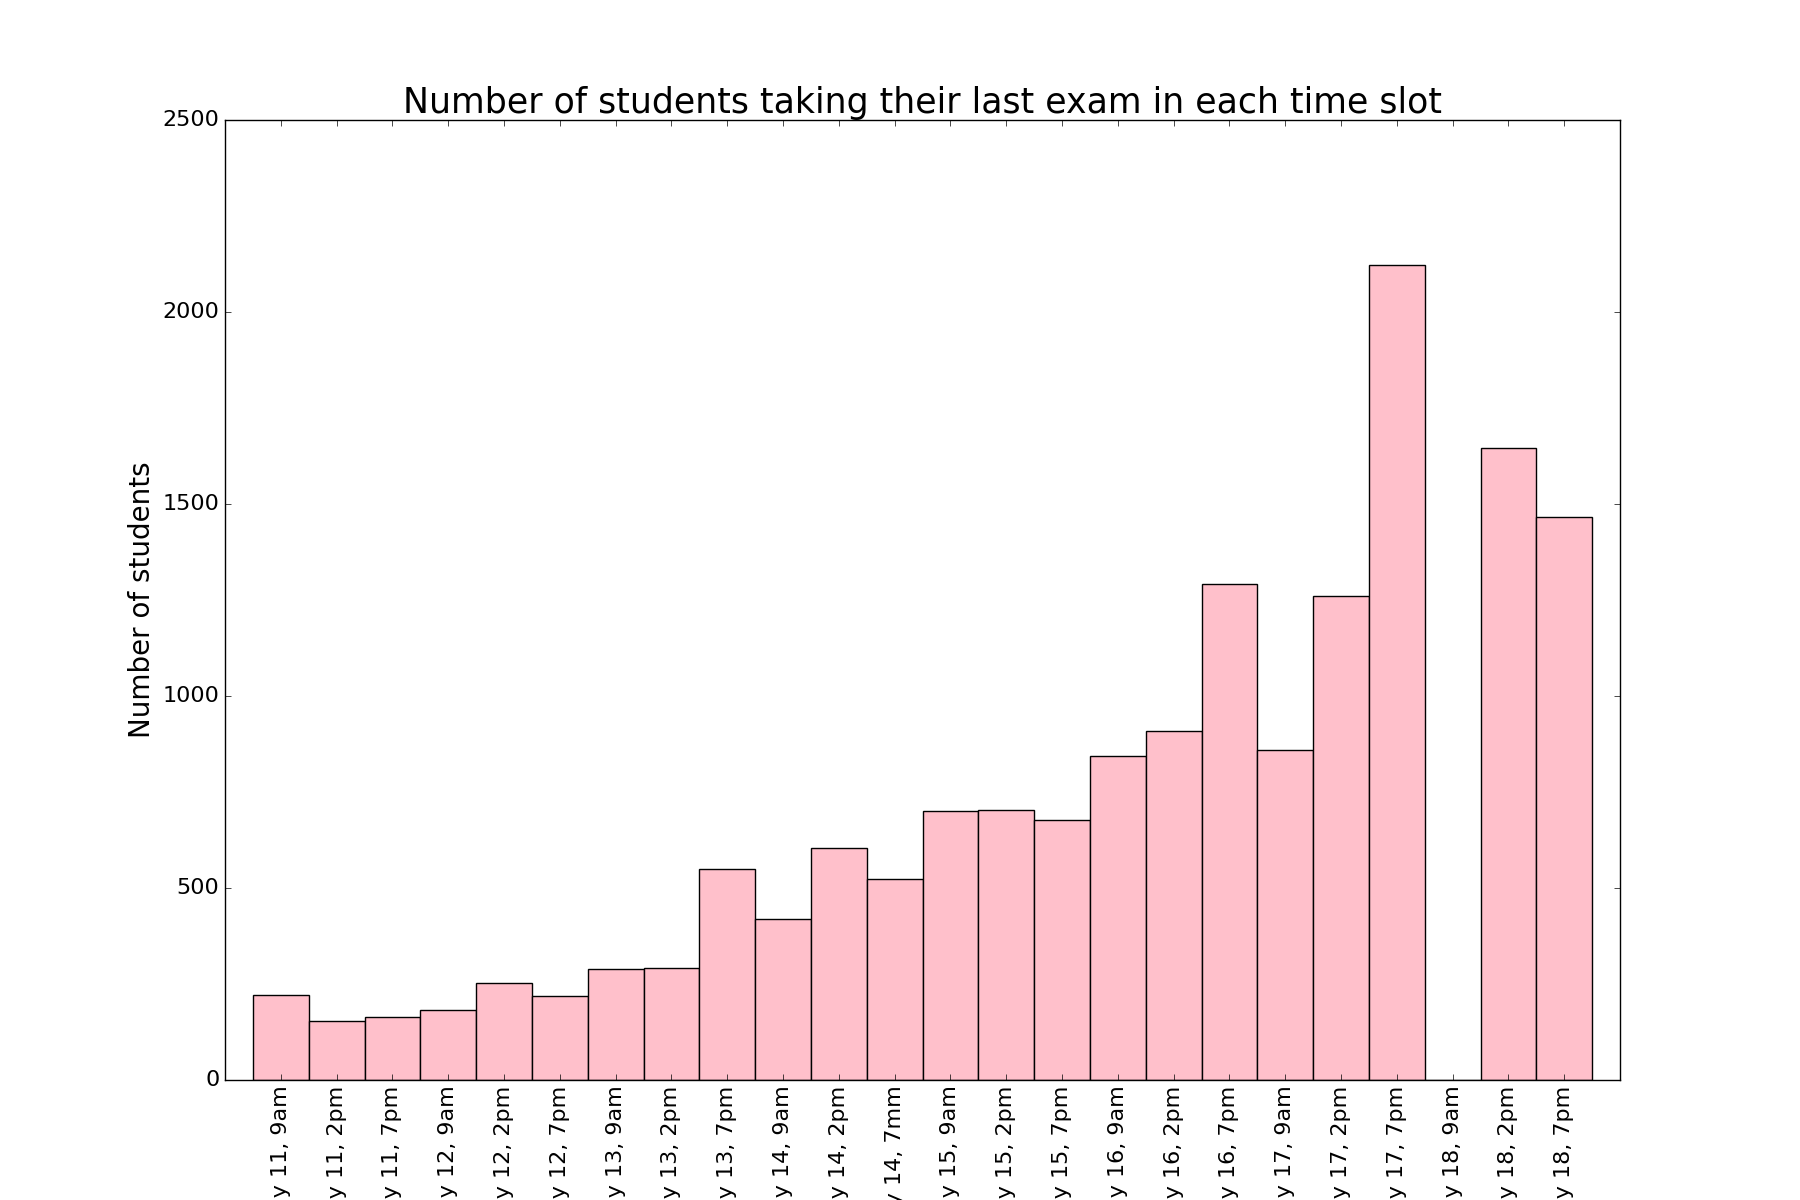 Number of students taking their last exam in each time slot
Number of students
2500
2000
1500
1000
500
0
y 11, 9am
y 11, 2pm
y 11, 7pm
y 12, 9am
y 12, 2pm
y 12, 7pm
y 13, 9am
y 13, 2pm
y 13, 7pm
y 14, 9am
y 14, 2pm
y 14, 7mm
y 15, 9am
y 15, 2pm
y 15, 7pm
y 16, 9am
y 16, 2pm
y 16, 7pm
y 17, 9am
y 17, 2pm
y 17, 7pm
y 18, 9am
y 18, 2pm
y 18, 7pm